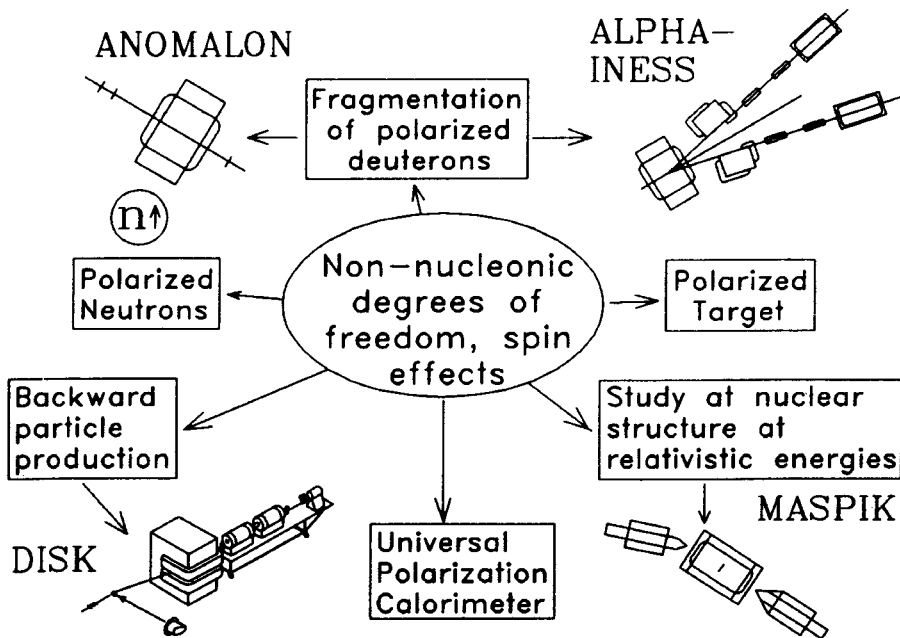 ANOMALON
ALPHA-
INESS
Fragmentation
of polarized
deuterons
n↑
Polarized
Neutrons
Non-nucleonic
degrees of
freedom, spin
effects
Polarized
Target
Backward
particle
production
Study at nuclear
structure at
relativistic energies
DISK
Universal
Polarization
Calorimeter
MASPIK